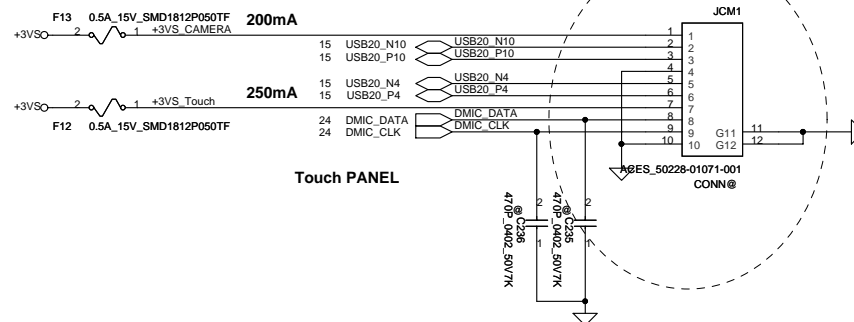 F13 0.5A_15V_SMD1812P050TF 200mA
+3VS 2 1 +3VS_CAMERA
15 USB20_N10 USB20_N10
15 USB20_P10 USB20_P10
15 USB20_N4 USB20_N4
15 USB20_P4 USB20_P4
250mA
+3VS 2 1 +3VS_Touch
F12 0.5A_15V_SMD1812P050TF
24 DMIC_DATA DMIC_DATA
24 DMIC_CLK DMIC_CLK
Touch PANEL
JCM1
1 1
2 2
3 3
4 4
5 5
6 6
7 7
8 8
9 9
10 10
G11 11
G12 12
ACES_50228-01071-001
CONN@
2 1
@ C236
470P_0402_50V7K
2 1
@ C235
470P_0402_50V7K